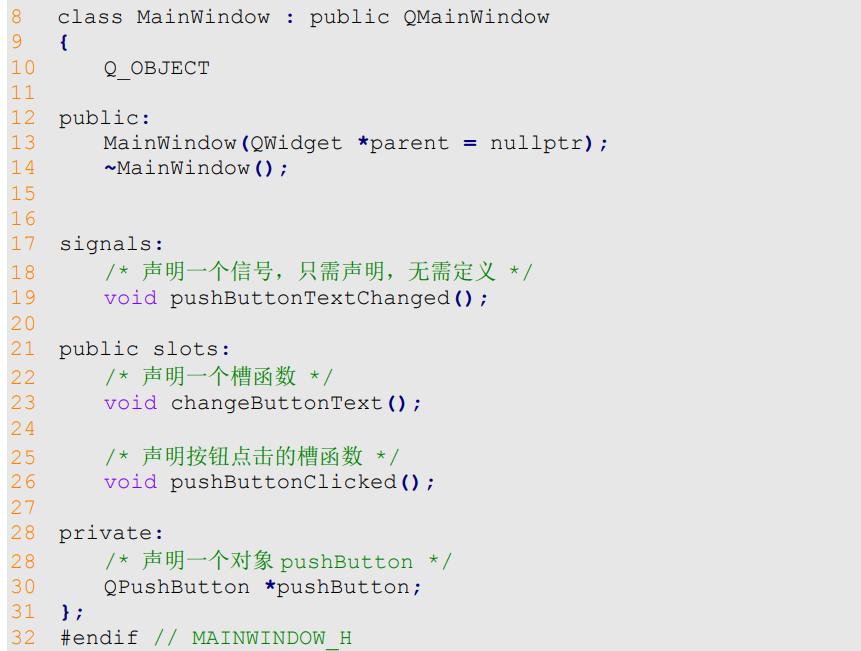 8 class MainWindow : public QMainWindow
9 {
10 Q_OBJECT
11
12 public:
13 MainWindow(QWidget *parent = nullptr);
14 ~MainWindow();
15
16
17 signals:
18 /* 声明一个信号，只需声明，无需定义 */
19 void pushButtonTextChanged();
20
21 public slots:
22 /* 声明一个槽函数 */
23 void changeButtonText();
24
25 /* 声明按钮点击的槽函数 */
26 void pushButtonClicked();
27
28 private:
28 /* 声明一个对象 pushButton */
30 QPushButton *pushButton;
31 };
32 #endif // MAINWINDOW_H